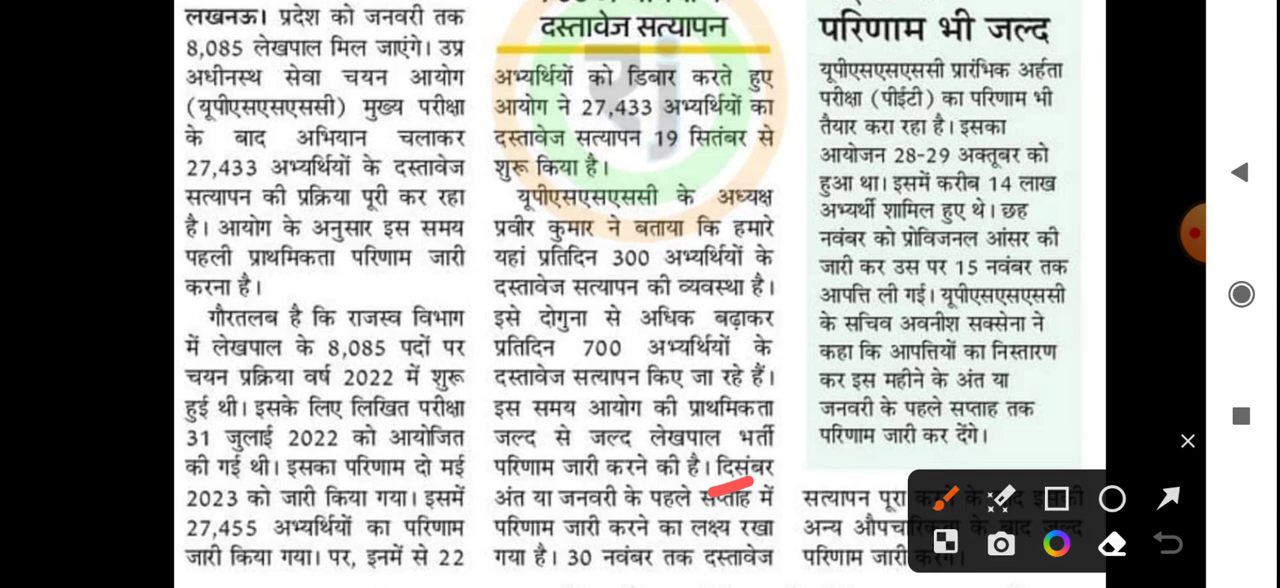 लखनऊ। प्रदेश को जनवरी तक
8,085 लेखपाल मिल जाएंगे। उप्र
अधीनस्थ सेवा चयन आयोग
(यूपीएसएसएससी) मुख्य परीक्षा
के बाद अभियान चलाकर
27,433 अभ्यर्थियों के दस्तावेज
सत्यापन की प्रक्रिया पूरी कर रहा
है। आयोग के अनुसार इस समय
पहली प्राथमिकता परिणाम जारी
करना है।
गौरतलब है कि राजस्व विभाग
में लेखपाल के 8,085 पदों पर
चयन प्रक्रिया वर्ष 2022 में शुरू
हुई थी। इसके लिए लिखित परीक्षा
31 जुलाई 2022 को आयोजित
की गई थी। इसका परिणाम दो मई
2023 को जारी किया गया। इसमें
27,455 अभ्यर्थियों का परिणाम
जारी किया गया। पर, इनमें से 22
दस्तावेज सत्यापन
अभ्यर्थियों को डिबार करते हुए
आयोग ने 27,433 अभ्यर्थियों का
दस्तावेज सत्यापन 19 सितंबर से
शुरू किया है।
यूपीएसएसएससी के अध्यक्ष
प्रवीर कुमार ने बताया कि हमारे
यहां प्रतिदिन 300 अभ्यर्थियों के
दस्तावेज सत्यापन की व्यवस्था है।
इसे दोगुना से अधिक बढ़ाकर
प्रतिदिन 700 अभ्यर्थियों के
दस्तावेज सत्यापन किए जा रहे हैं।
इस समय आयोग की प्राथमिकता
जल्द से जल्द लेखपाल भर्ती
परिणाम जारी करने की है। दिसंबर
अंत या जनवरी के पहले सप्ताह में
परिणाम जारी करने का लक्ष्य रखा
गया है। 30 नवंबर तक दस्तावेज
सत्यापन पूरा करने के बाद इसकी
अन्य औपचारिकता के बाद जल्द
परिणाम जारी करेंगे।
परिणाम भी जल्द
यूपीएसएसएससी प्रारंभिक अर्हता
परीक्षा (पीईटी) का परिणाम भी
तैयार करा रहा है। इसका
आयोजन 28-29 अक्तूबर को
हुआ था। इसमें करीब 14 लाख
अभ्यर्थी शामिल हुए थे। छह
नवंबर को प्रोविजनल आंसर की
जारी कर उस पर 15 नवंबर तक
आपत्ति ली गई। यूपीएसएसएससी
के सचिव अवनीश सक्सेना ने
कहा कि आपत्तियों का निस्तारण
कर इस महीने के अंत या
जनवरी के पहले सप्ताह तक
परिणाम जारी कर देंगे।